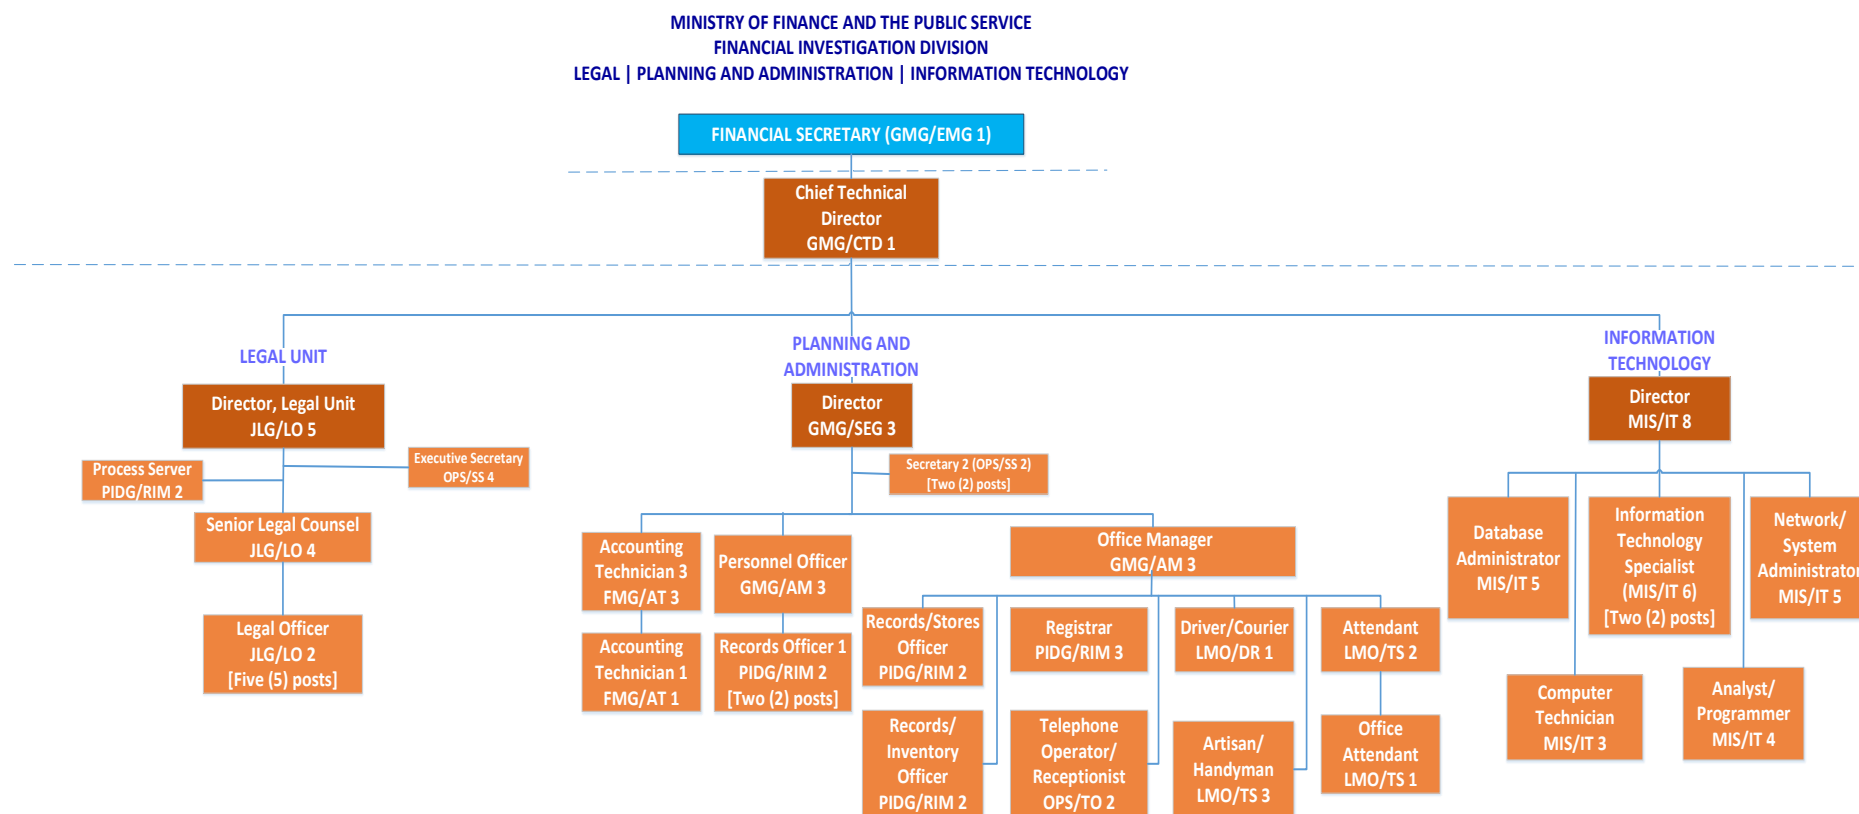 MINISTRY OF FINANCE AND THE PUBLIC SERVICE
FINANCIAL INVESTIGATION DIVISION
LEGAL | PLANNING AND ADMINISTRATION | INFORMATION TECHNOLOGY
FINANCIAL SECRETARY (GMG/EMG 1)
Chief Technical
Director
GMG/CTD 1
LEGAL UNIT
Director, Legal Unit
JLG/LO 5
Process Server
PIDG/RIM 2
Executive Secretary
OPS/SS 4
Senior Legal Counsel
JLG/LO 4
Legal Officer
JLG/LO 2
[Five (5) posts]
PLANNING AND
ADMINISTRATION
Director
GMG/SEG 3
Secretary 2 (OPS/SS 2)
[Two (2) posts]
Accounting
Technician 3
FMG/AT 3
Accounting
Technician 1
FMG/AT 1
Personnel Officer
GMG/AM 3
Records Officer 1
PIDG/RIM 2
[Two (2) posts]
Office Manager
GMG/AM 3
Records/Stores
Officer
PIDG/RIM 2
Registrar
PIDG/RIM 3
Driver/Courier
LMO/DR 1
Attendant
LMO/TS 2
Records/
Inventory
Officer
PIDG/RIM 2
Telephone
Operator/
Receptionist
OPS/TO 2
Artisan/
Handyman
LMO/TS 3
Office
Attendant
LMO/TS 1
INFORMATION
TECHNOLOGY
Director
MIS/IT 8
Database
Administrator
MIS/IT 5
Information
Technology
Specialist
(MIS/IT 6)
[Two (2) posts]
Network/
System
Administrator
MIS/IT 5
Computer
Technician
MIS/IT 3
Analyst/
Programmer
MIS/IT 4